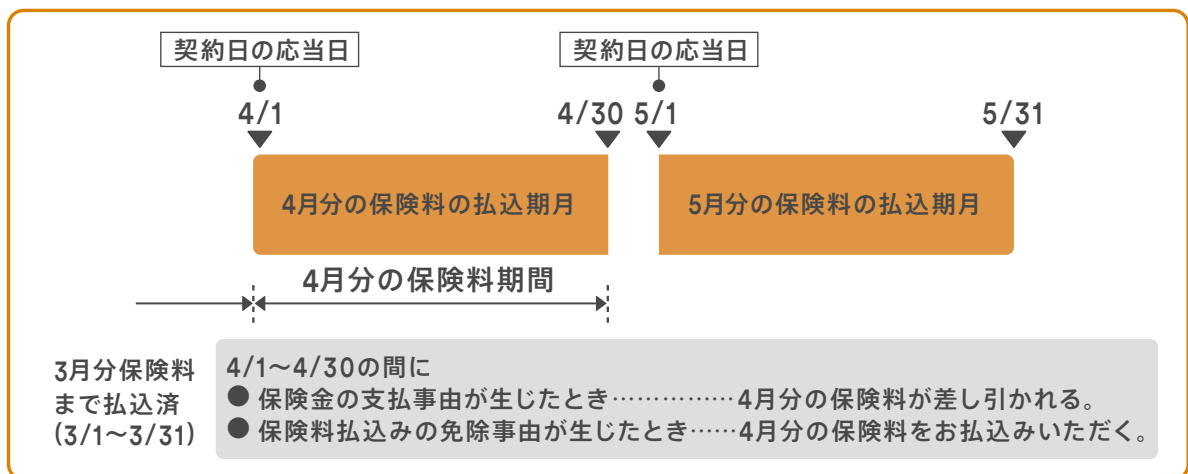 契約日の応当日 契約日の応当日
4/1 4/30 5/1 5/31
4月分の保険料の払込期月 5月分の保険料の払込期月
4月分の保険料期間
3月分保険料
まで払込済
(3/1〜3/31)
4/1〜4/30の間に
● 保険金の支払事由が生じたとき…………… 4月分の保険料が差し引かれる。
● 保険料払込みの免除事由が生じたとき……4月分の保険料をお払込みいただく。